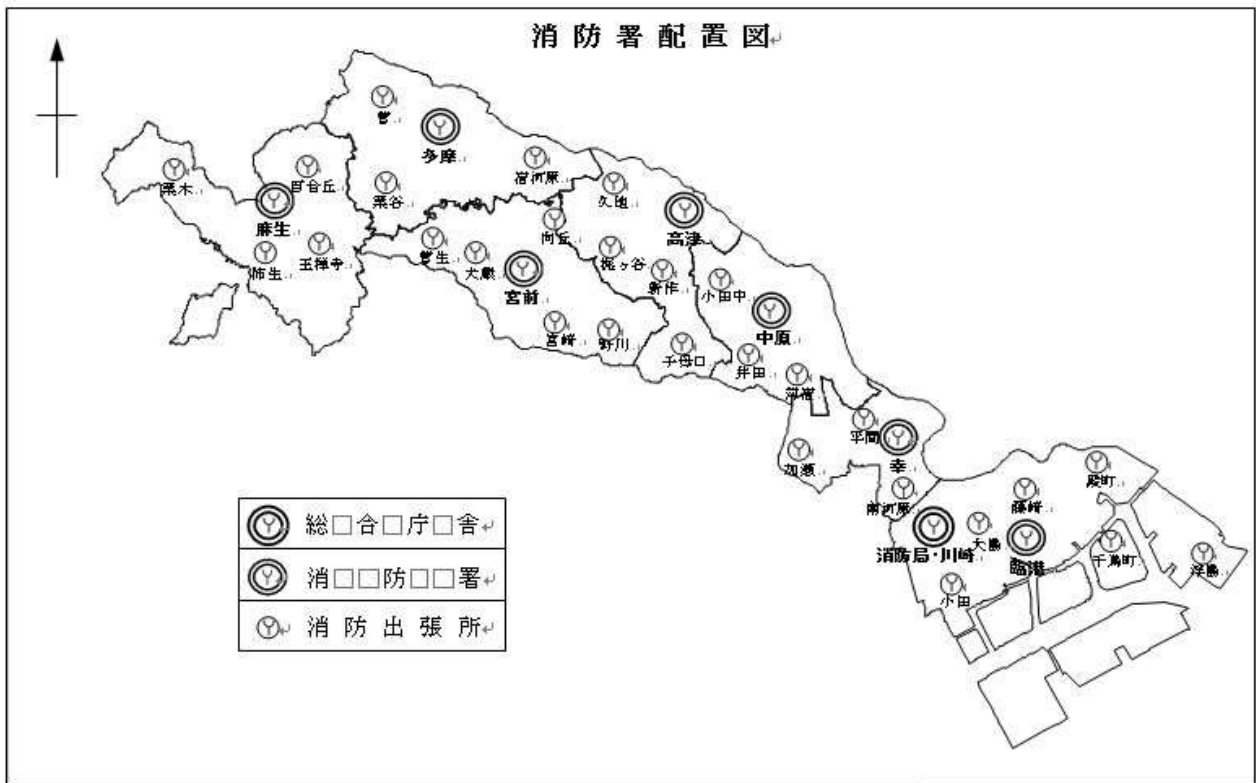 消防署配置図↵
菅
多摩
宿河原
栗木
百合丘
栗谷
久地
麻生
高津
向丘
柿生
王禅寺
菅生
犬蔵
梶ヶ谷
宮前
新作
小田中
中原
宮崎
野川
子母口
井田
苅宿
平間
幸
加瀬
殿町
南河原
藤崎
消防局・川崎
大島
臨港
千鳥町
浮島
小田
総□合□庁□舎↵
消□□防□□署↵
消防出張所↵